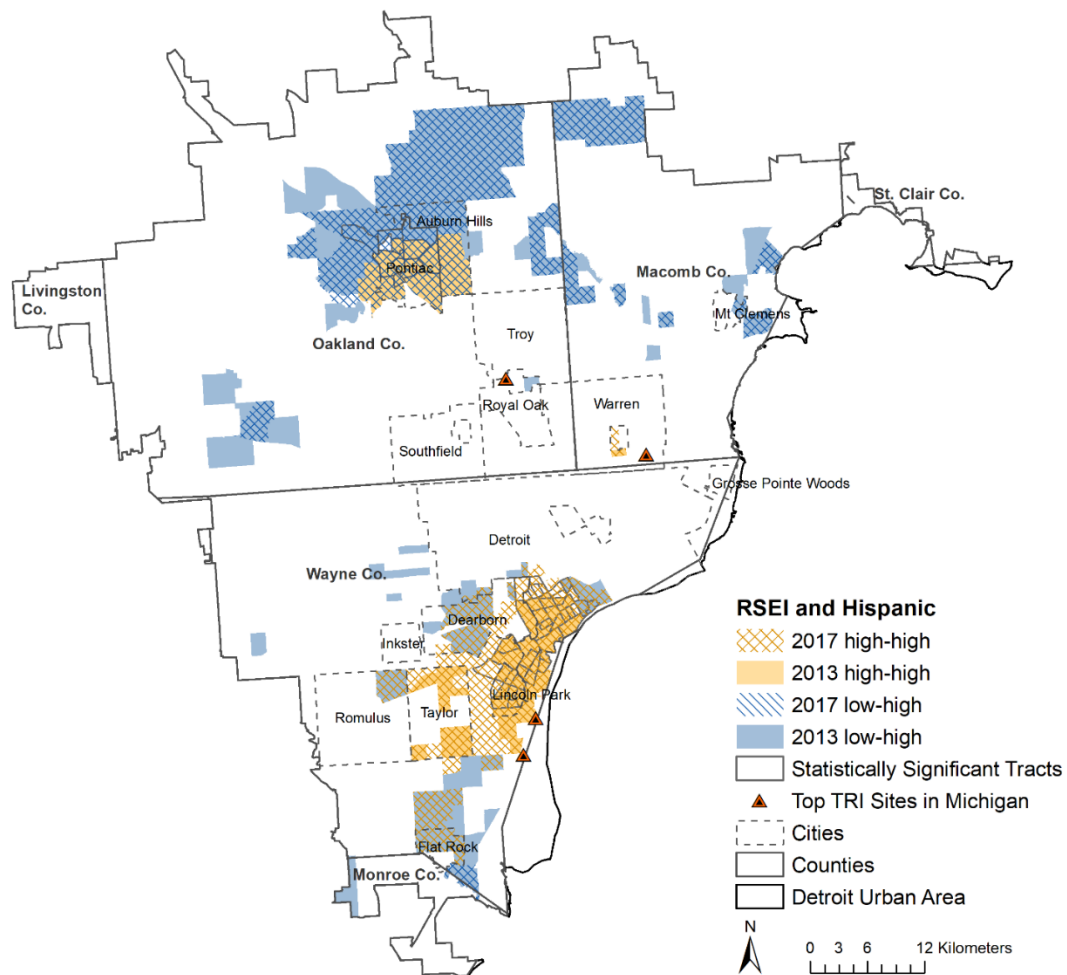 St. Clair Co.
Auburn Hills
Pontiac
Macomb Co.
Livingston
Co.
Mt Clemens
Oakland Co.
Troy
Royal Oak
Warren
Southfield
Grosse Pointe Woods
Detroit
Wayne Co.
Dearborn
Inkster
Lincoln Park
Romulus
Taylor
Flat Rock
Monroe Co.
RSEI and Hispanic
2017 high-high
2013 high-high
2017 low-high
2013 low-high
Statistically Significant Tracts
Top TRI Sites in Michigan
Cities
Counties
Detroit Urban Area
N
0 3 6 12 Kilometers